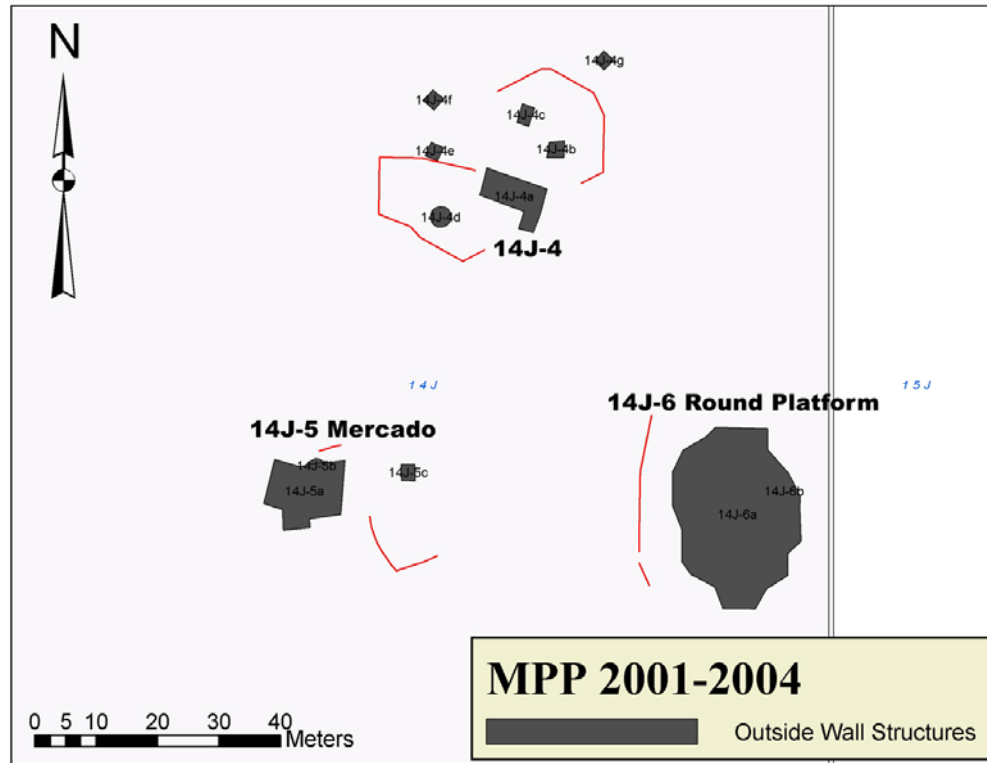 N
14J-4g
14J-4f
14J-4c
14J-4e
14J-4b
14J-4a
14J-4d
14J-4
14J
15J
14J-6 Round Platform
14J-5 Mercado
14J-5b
14J-5c
14J-5a
14J-6b
14J-6a
MPP 2001-2004
Outside Wall Structures
0 5 10 20 30 40
Meters